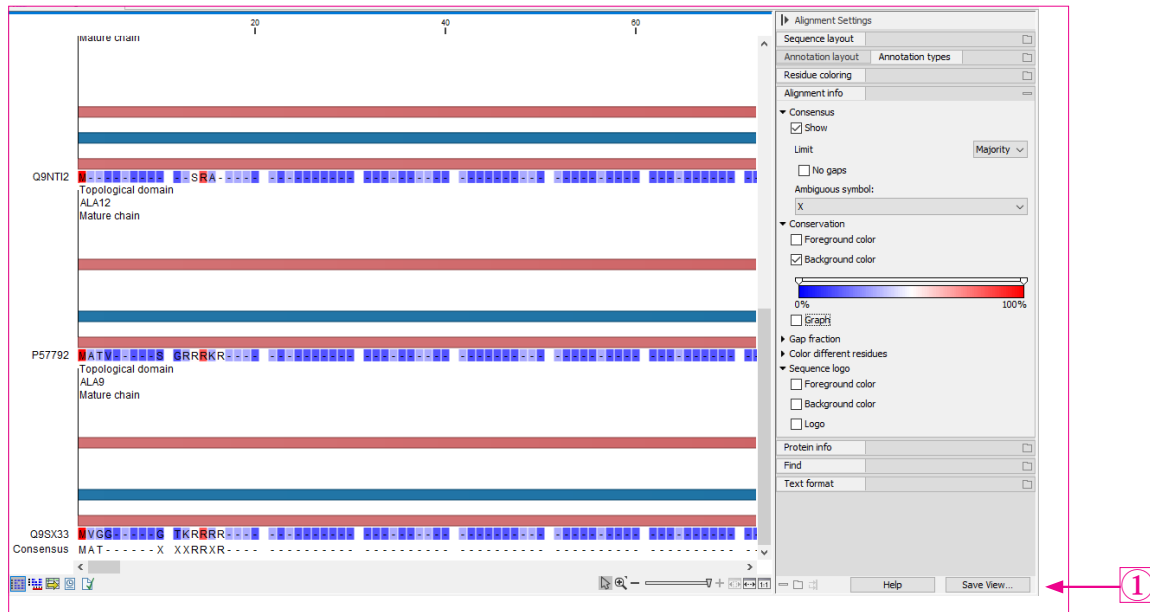 20 40 60
Mature chain
Q9NTI2 M - - - - - - - - - - - S R A - - - -
Topological domain
ALA12
Mature chain
P57792 M A T V - - - - S G R R R K R - - - -
Topological domain
ALA9
Mature chain
Q9SX33 M V G G - - - - G T K R R R R - - - -
Consensus M A T - - - - - X X X R R X R - - - -
Alignment Settings
Sequence layout
Annotation layout Annotation types
Residue coloring
Alignment info
Consensus
Show
Limit Majority
No gaps
Ambiguous symbol:
X
Conservation
Foreground color
Background color
0% 100%
Graph
Gap fraction
Color different residues
Sequence logo
Foreground color
Background color
Logo
Protein info
Find
Text format
1:1
Help Save View...
1